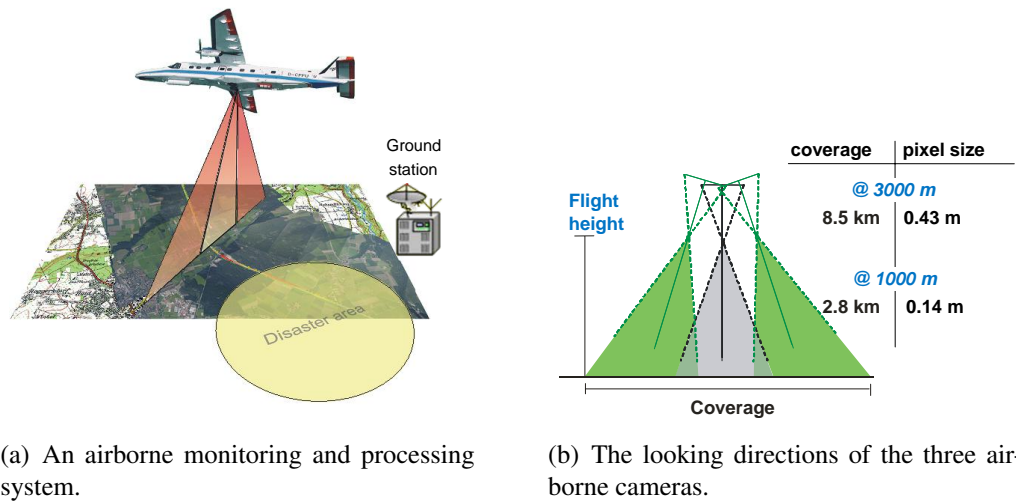 Ground
station
Disaster area
(a) An airborne monitoring and processing
system.
coverage pixel size
@ 3000 m
8.5 km 0.43 m
@ 1000 m
2.8 km 0.14 m
Flight
height
Coverage
(b) The looking directions of the three air-
borne cameras.